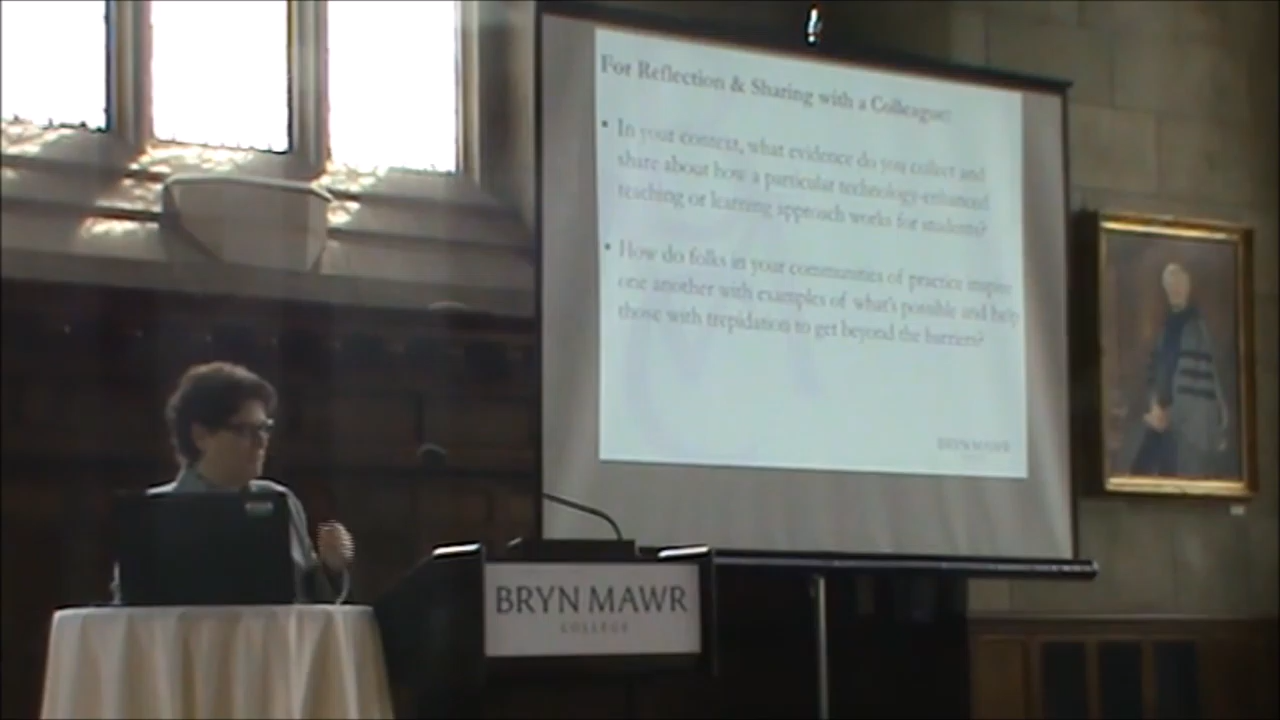 For Reflection & Sharing with a Colleague:
• In your context, what evidence do you collect and
share about how a particular technology-enhanced
teaching or learning approach works for students?
• How do folks in your communities of practice inspire
one another with examples of what's possible and help
those with trepidation to get beyond the barriers?
BRYN MAWR
BRYN MAWR
COLLEGE